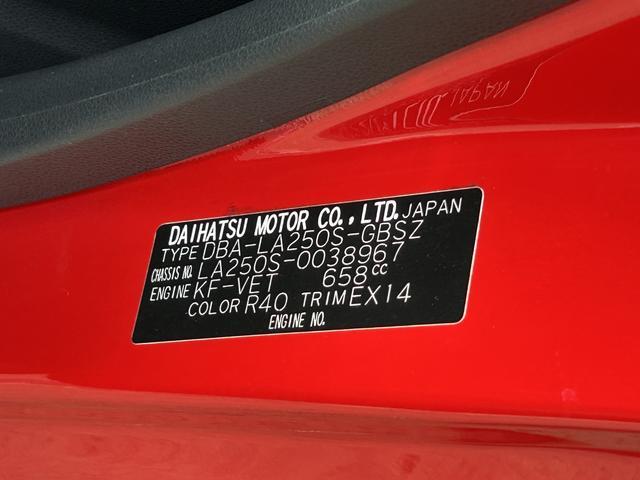 DAIHATSU MOTOR CO., LTD. JAPAN
TYPE DBA-LA250S-GBSZ
CHASSIS NO. LA250S-0038967
ENGINE KF-VET 658cc
COLOR R40 TRIM EX14
ENGINE NO.